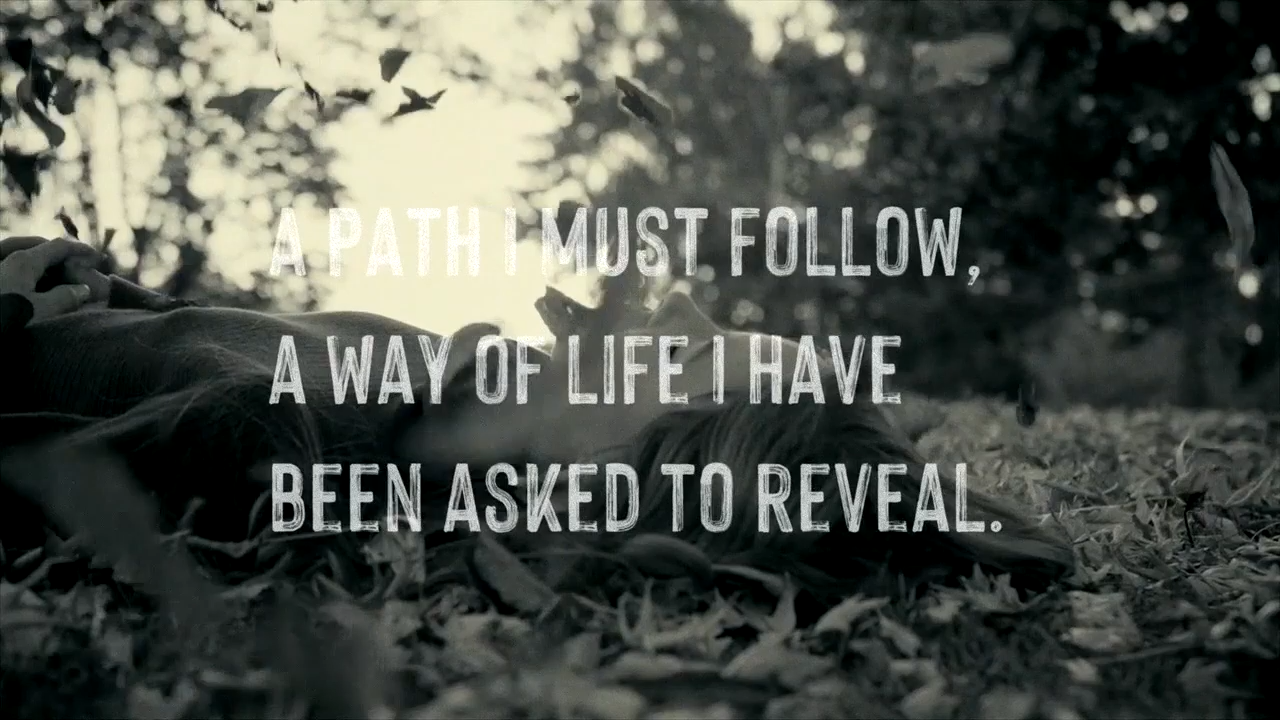 A PATH I MUST FOLLOW,
A WAY OF LIFE I HAVE
BEEN ASKED TO REVEAL.